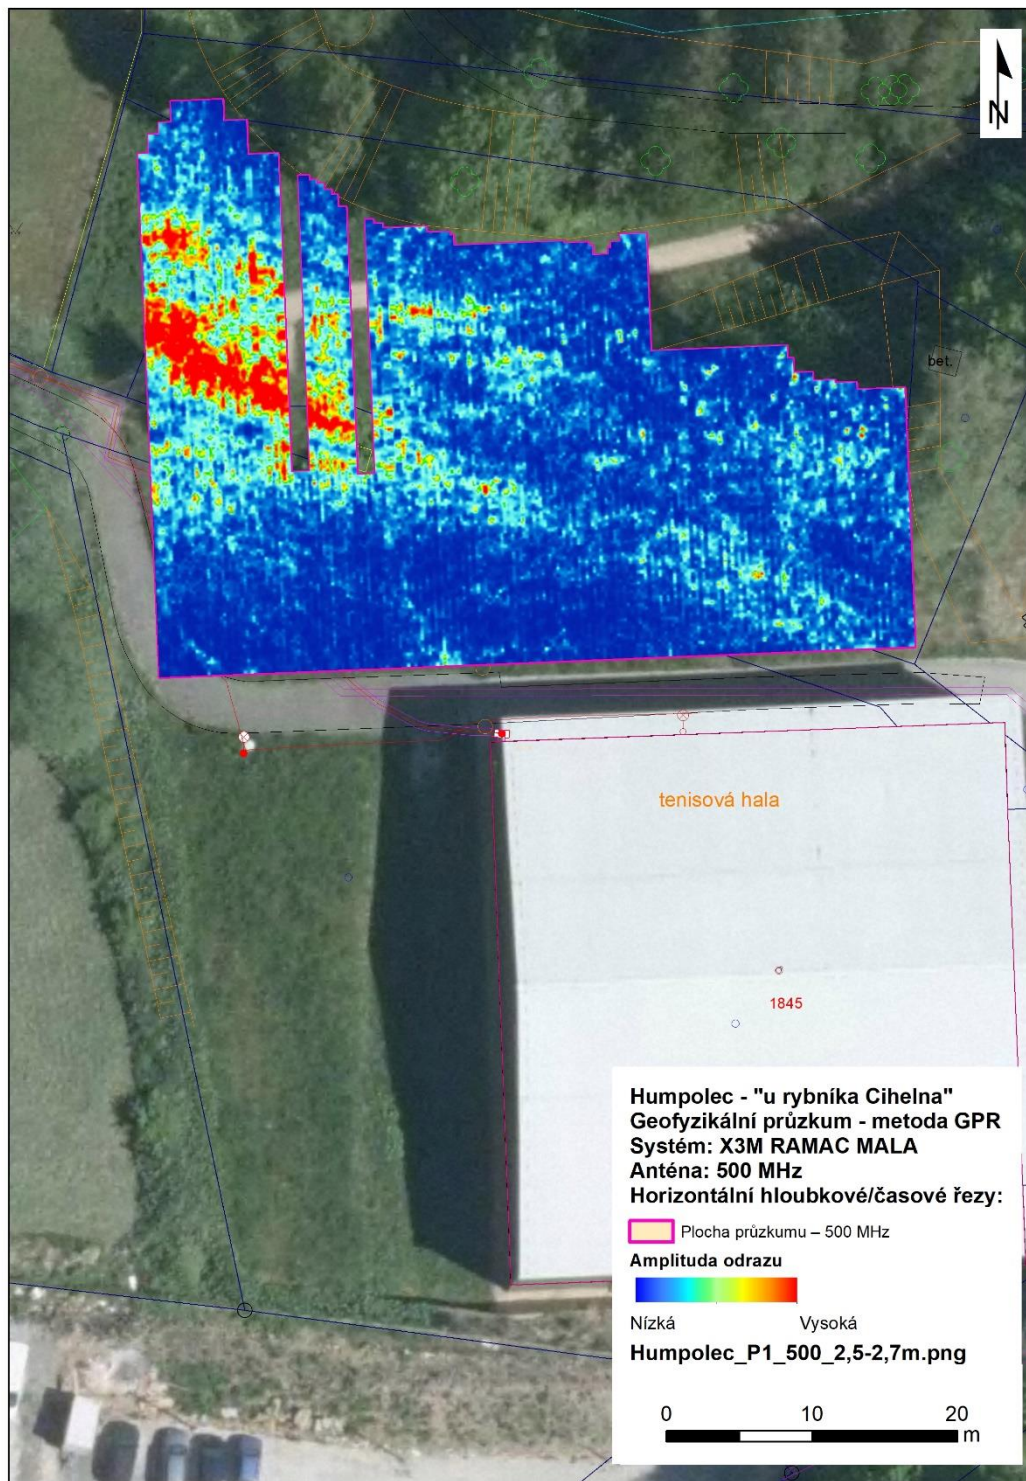 N
bet.
tenisová hala
1845
Humpolec - "u rybníka Cihelna"
Geofyzikální průzkum - metoda GPR
Systém: X3M RAMAC MALA
Anténa: 500 MHz
Horizontální hloubkové/časové řezy:
Plocha průzkumu – 500 MHz
Amplituda odrazu
Nízká Vysoká
Humpolec_P1_500_2,5-2,7m.png
0 10 20
m